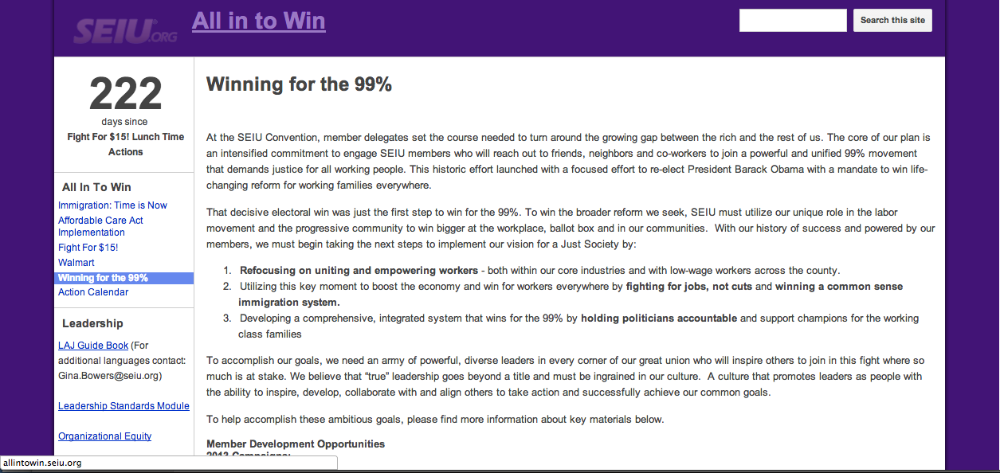 SEIU.ORG
All in to Win
Search this site
222
days since
Fight For $15! Lunch Time
Actions
All In To Win
Immigration: Time is Now
Affordable Care Act
Implementation
Fight For $15!
Walmart
Winning for the 99%
Action Calendar
Leadership
LAJ Guide Book (For
additional languages contact:
Gina.Bowers@seiu.org)
Leadership Standards Module
Organizational Equity
Winning for the 99%
At the SEIU Convention, member delegates set the course needed to turn around the growing gap between the rich and the rest of us. The core of our plan is
an intensified commitment to engage SEIU members who will reach out to friends, neighbors and co-workers to join a powerful and unified 99% movement
that demands justice for all working people. This historic effort launched with a focused effort to re-elect President Barack Obama with a mandate to win life-
changing reform for working families everywhere.
That decisive electoral win was just the first step to win for the 99%. To win the broader reform we seek, SEIU must utilize our unique role in the labor
movement and the progressive community to win bigger at the workplace, ballot box and in our communities.  With our history of success and powered by our
members, we must begin taking the next steps to implement our vision for a Just Society by:
1. Refocusing on uniting and empowering workers - both within our core industries and with low-wage workers across the county.
2. Utilizing this key moment to boost the economy and win for workers everywhere by fighting for jobs, not cuts and winning a common sense
immigration system.
3. Developing a comprehensive, integrated system that wins for the 99% by holding politicians accountable and support champions for the working
class families
To accomplish our goals, we need an army of powerful, diverse leaders in every corner of our great union who will inspire others to join in this fight where so
much is at stake. We believe that “true” leadership goes beyond a title and must be ingrained in our culture.  A culture that promotes leaders as people with
the ability to inspire, develop, collaborate with and align others to take action and successfully achieve our common goals.
To help accomplish these ambitious goals, please find more information about key materials below.
Member Development Opportunities
2013 Campaigns:
allintowin.seiu.org